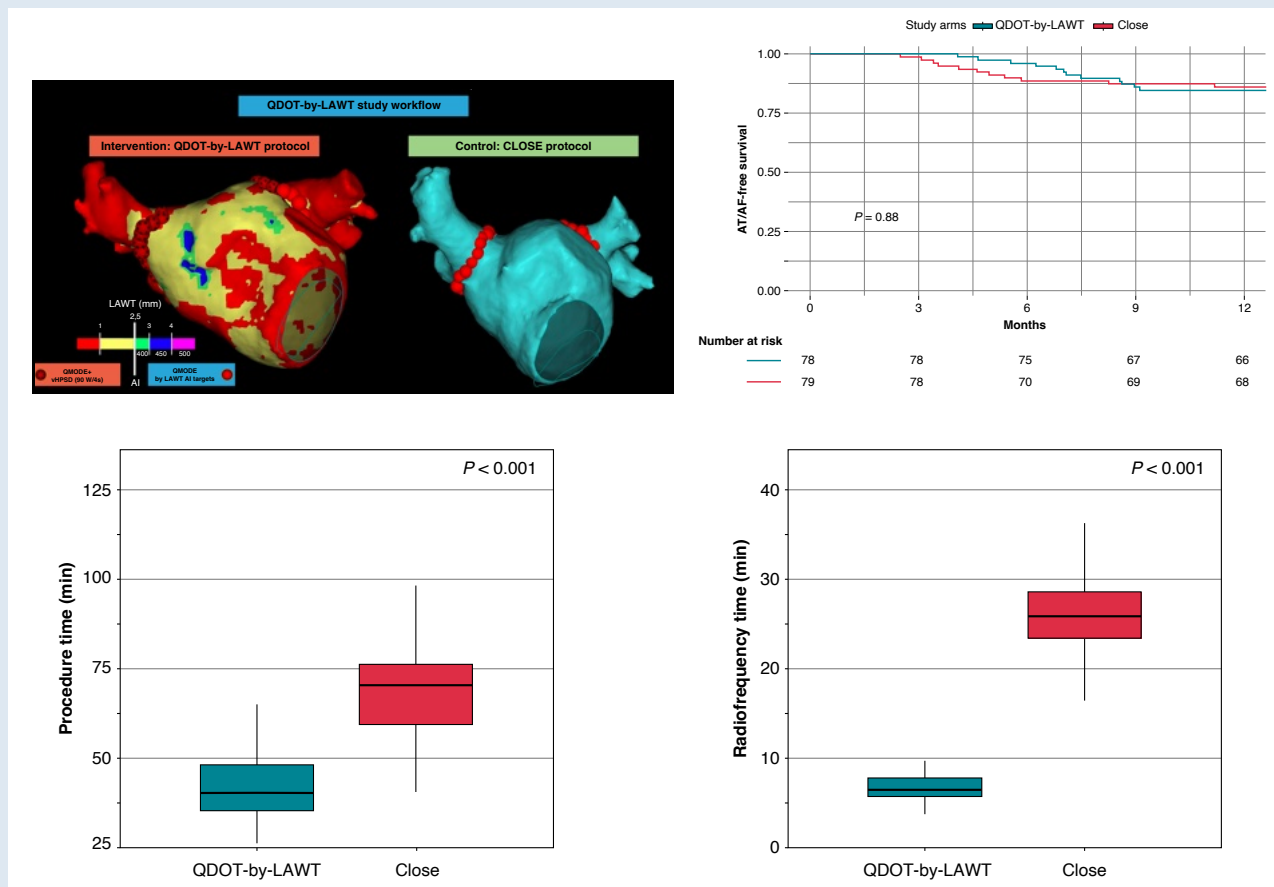 QDOT-by-LAWT study workflow
Intervention: QDOT-by-LAWT protocol
Control: CLOSE protocol
LAWT (mm)
2,5
1 3 4
400 450 500
QMODE+
vHPSD (90 W/4s)
AI
QMODE
by LAWT AI targets
Study arms QDOT-by-LAWT Close
1.00
0.75
0.50
0.25
0.00
AT/AF-free survival
P = 0.88
0 3 6 9 12
Months
Number at risk
78 78 75 67 66
79 78 70 69 68
P < 0.001
125
100
75
50
25
Procedure time (min)
QDOT-by-LAWT Close
P < 0.001
40
30
20
10
0
Radiofrequency time (min)
QDOT-by-LAWT Close